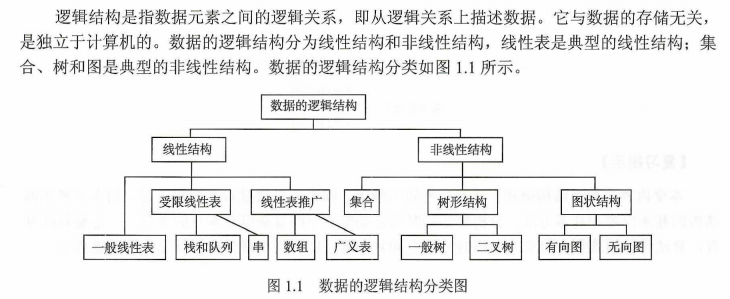 逻辑结构是指数据元素之间的逻辑关系，即从逻辑关系上描述数据。它与数据的存储无关，
是独立于计算机的。数据的逻辑结构分为线性结构和非线性结构，线性表是典型的线性结构；集
合、树和图是典型的非线性结构。数据的逻辑结构分类如图 1.1 所示。
数据的逻辑结构
线性结构 非线性结构
受限线性表 线性表推广 集合 树形结构 图状结构
一般线性表 栈和队列 串 数组 广义表 一般树 二叉树 有向图 无向图
图 1.1 数据的逻辑结构分类图